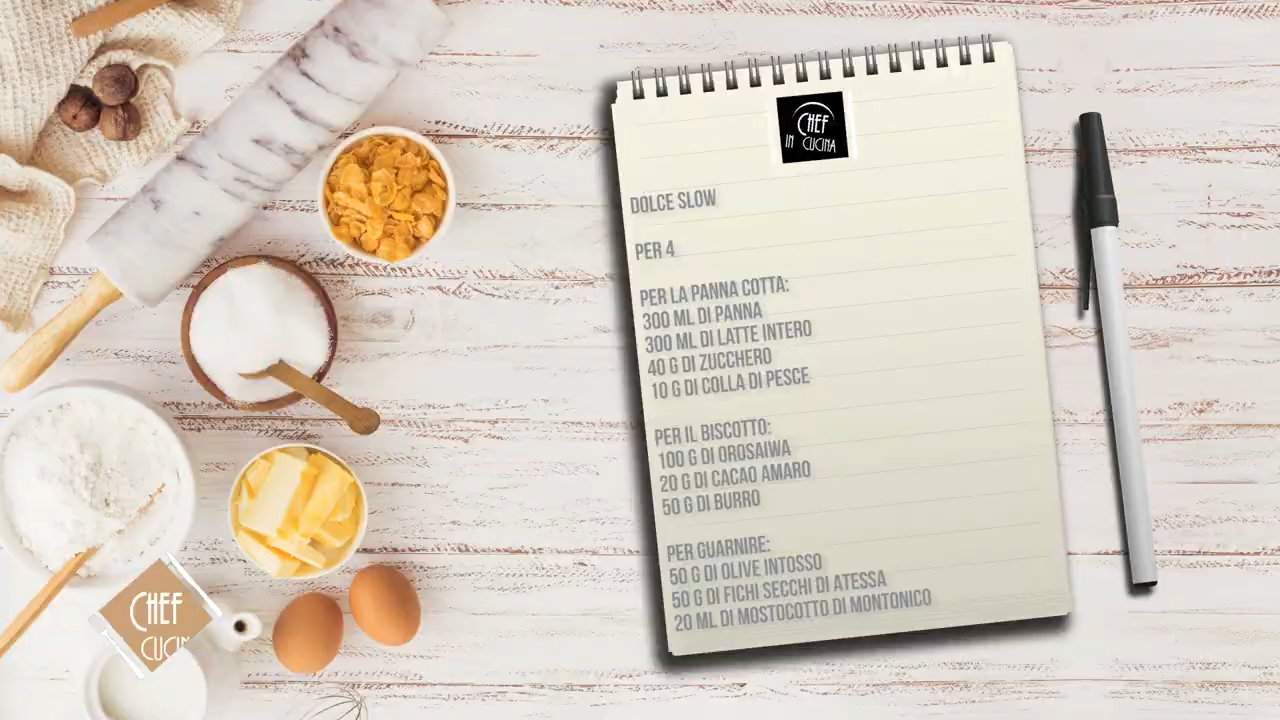 CHEF
IN CUCINA
DOLCE SLOW
PER 4
PER LA PANNA COTTA:
300 ML DI PANNA
300 ML DI LATTE INTERO
40 G DI ZUCCHERO
10 G DI COLLA DI PESCE
PER IL BISCOTTO:
100 G DI OROSAIWA
20 G DI CACAO AMARO
50 G DI BURRO
PER GUARNIRE:
50 G DI OLIVE INTOSSO
50 G DI FICHI SECCHI DI ATESSA
20 ML DI MOSTOCOTTO DI MONTONICO
CHEF